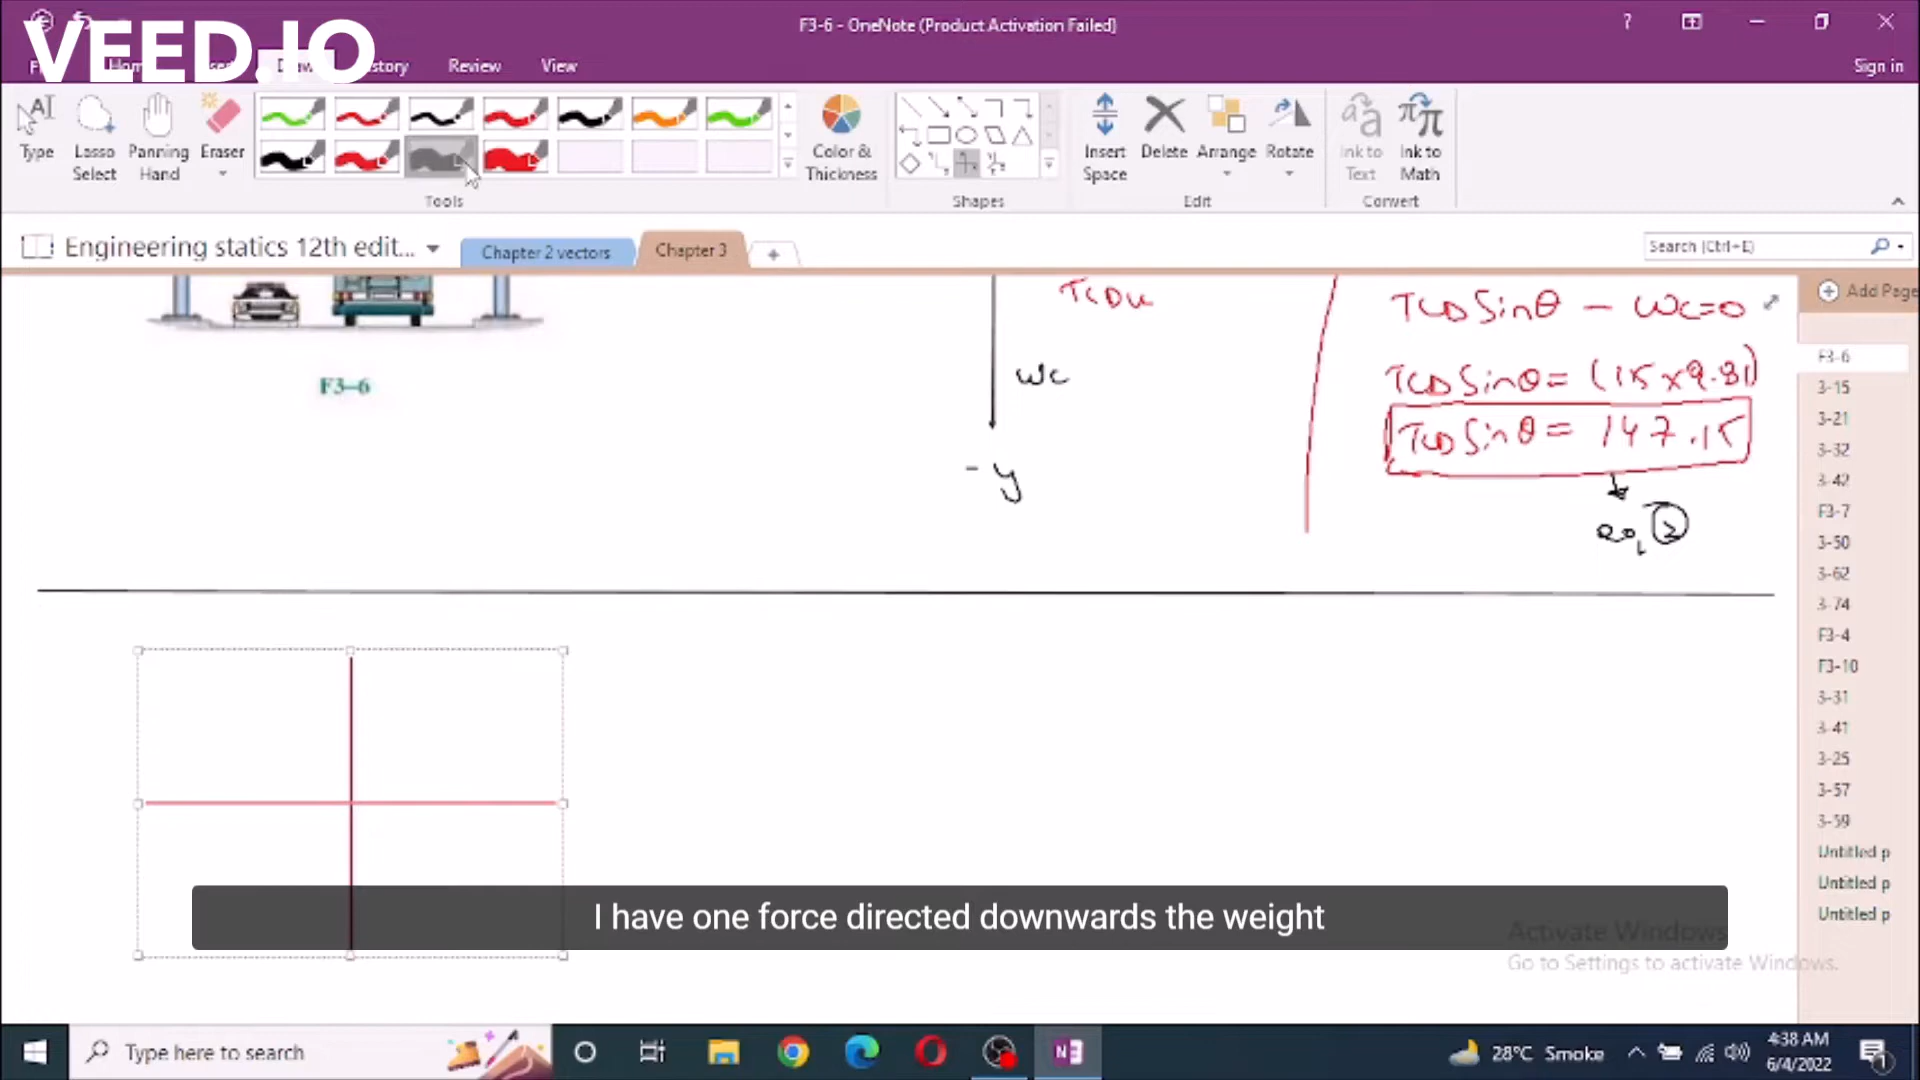 F3-6 - OneNote (Product Activation Failed)
VEED.IO
Review
View
Sign in
Type
Lasso Select
Panning Hand
Eraser
Color & Thickness
Insert Space
Delete
Arrange
Rotate
Ink to Text
Ink to Math
Tools
Shapes
Edit
Convert
Engineering statics 12th edit...
Chapter 2 vectors
Chapter 3
Search (Ctrl+E)
Add Page
F3-6
3-15
3-21
3-32
3-42
F3-7
3-50
3-62
3-74
F3-4
F3-10
3-31
3-41
3-25
3-57
3-59
Untitled p
Untitled p
Untitled p
F3–6
WC
- y
TCD Sinθ - WC=0
TCD Sinθ = (15x9.81)
TCD Sinθ = 147.15
I have one force directed downwards the weight
Activate Windows
Go to Settings to activate Windows.
Type here to search
28°C Smoke
4:38 AM
6/4/2022